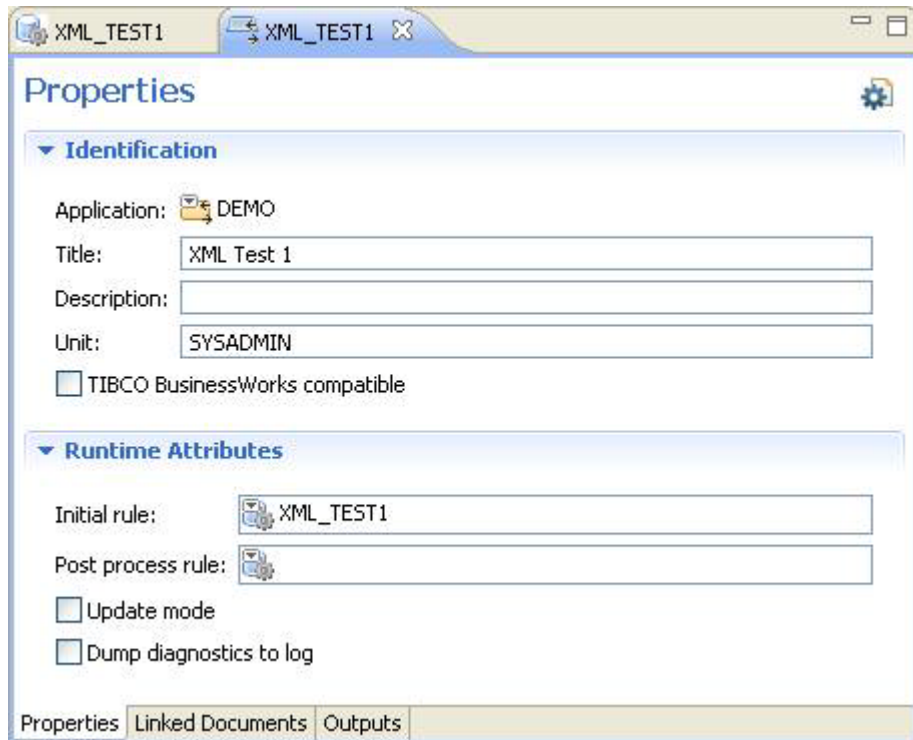 XML_TEST1 XML_TEST1
Properties
Identification
Application: DEMO
Title: XML Test 1
Description:
Unit: SYSADMIN
TIBCO BusinessWorks compatible
Runtime Attributes
Initial rule: XML_TEST1
Post process rule:
Update mode
Dump diagnostics to log
Properties Linked Documents Outputs